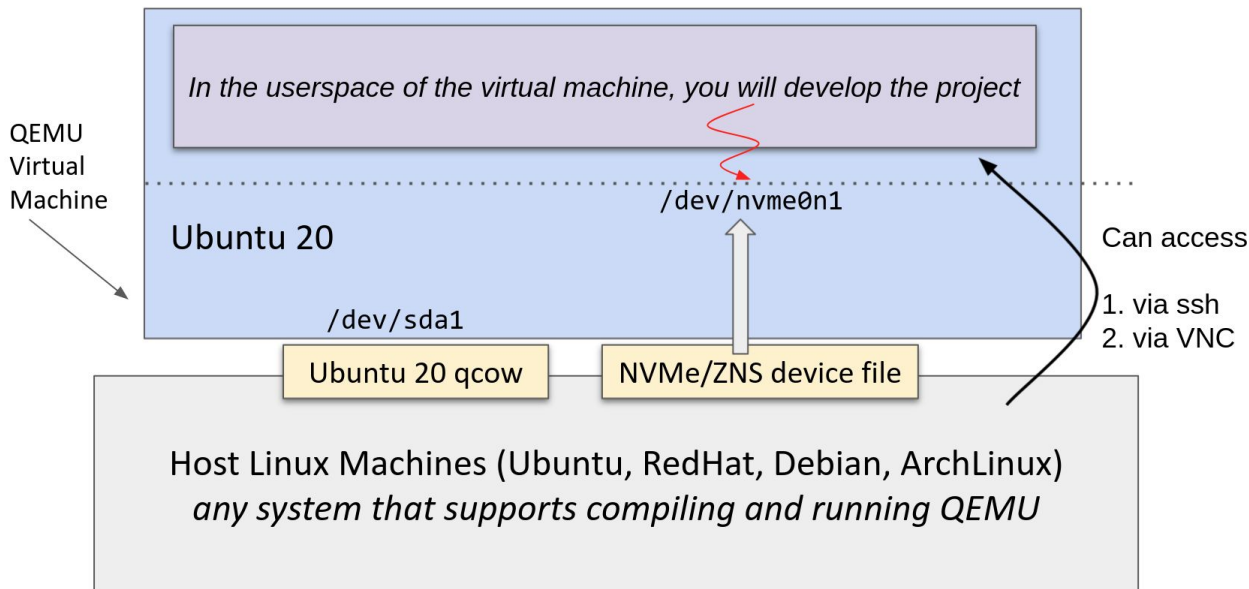 In the userspace of the virtual machine, you will develop the project
QEMU
Virtual
Machine
/dev/nvme0n1
Ubuntu 20
Can access
1. via ssh
2. via VNC
/dev/sda1
Ubuntu 20 qcow
NVMe/ZNS device file
Host Linux Machines (Ubuntu, RedHat, Debian, ArchLinux)
any system that supports compiling and running QEMU